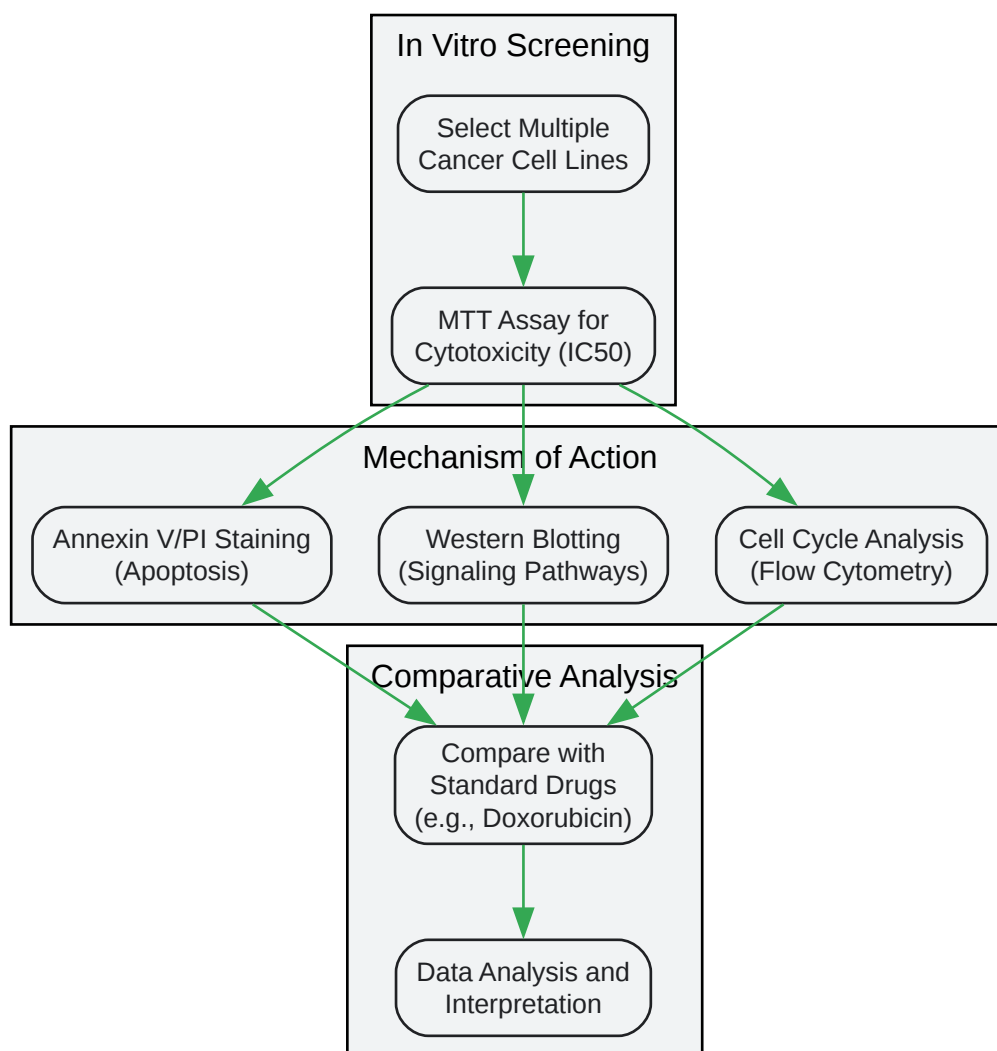 In Vitro Screening
Select Multiple
Cancer Cell Lines
MTT Assay for
Cytotoxicity (IC50)
Mechanism of Action
Annexin V/PI Staining
(Apoptosis)
Western Blotting
(Signaling Pathways)
Cell Cycle Analysis
(Flow Cytometry)
Comparative Analysis
Compare with
Standard Drugs
(e.g., Doxorubicin)
Data Analysis and
Interpretation